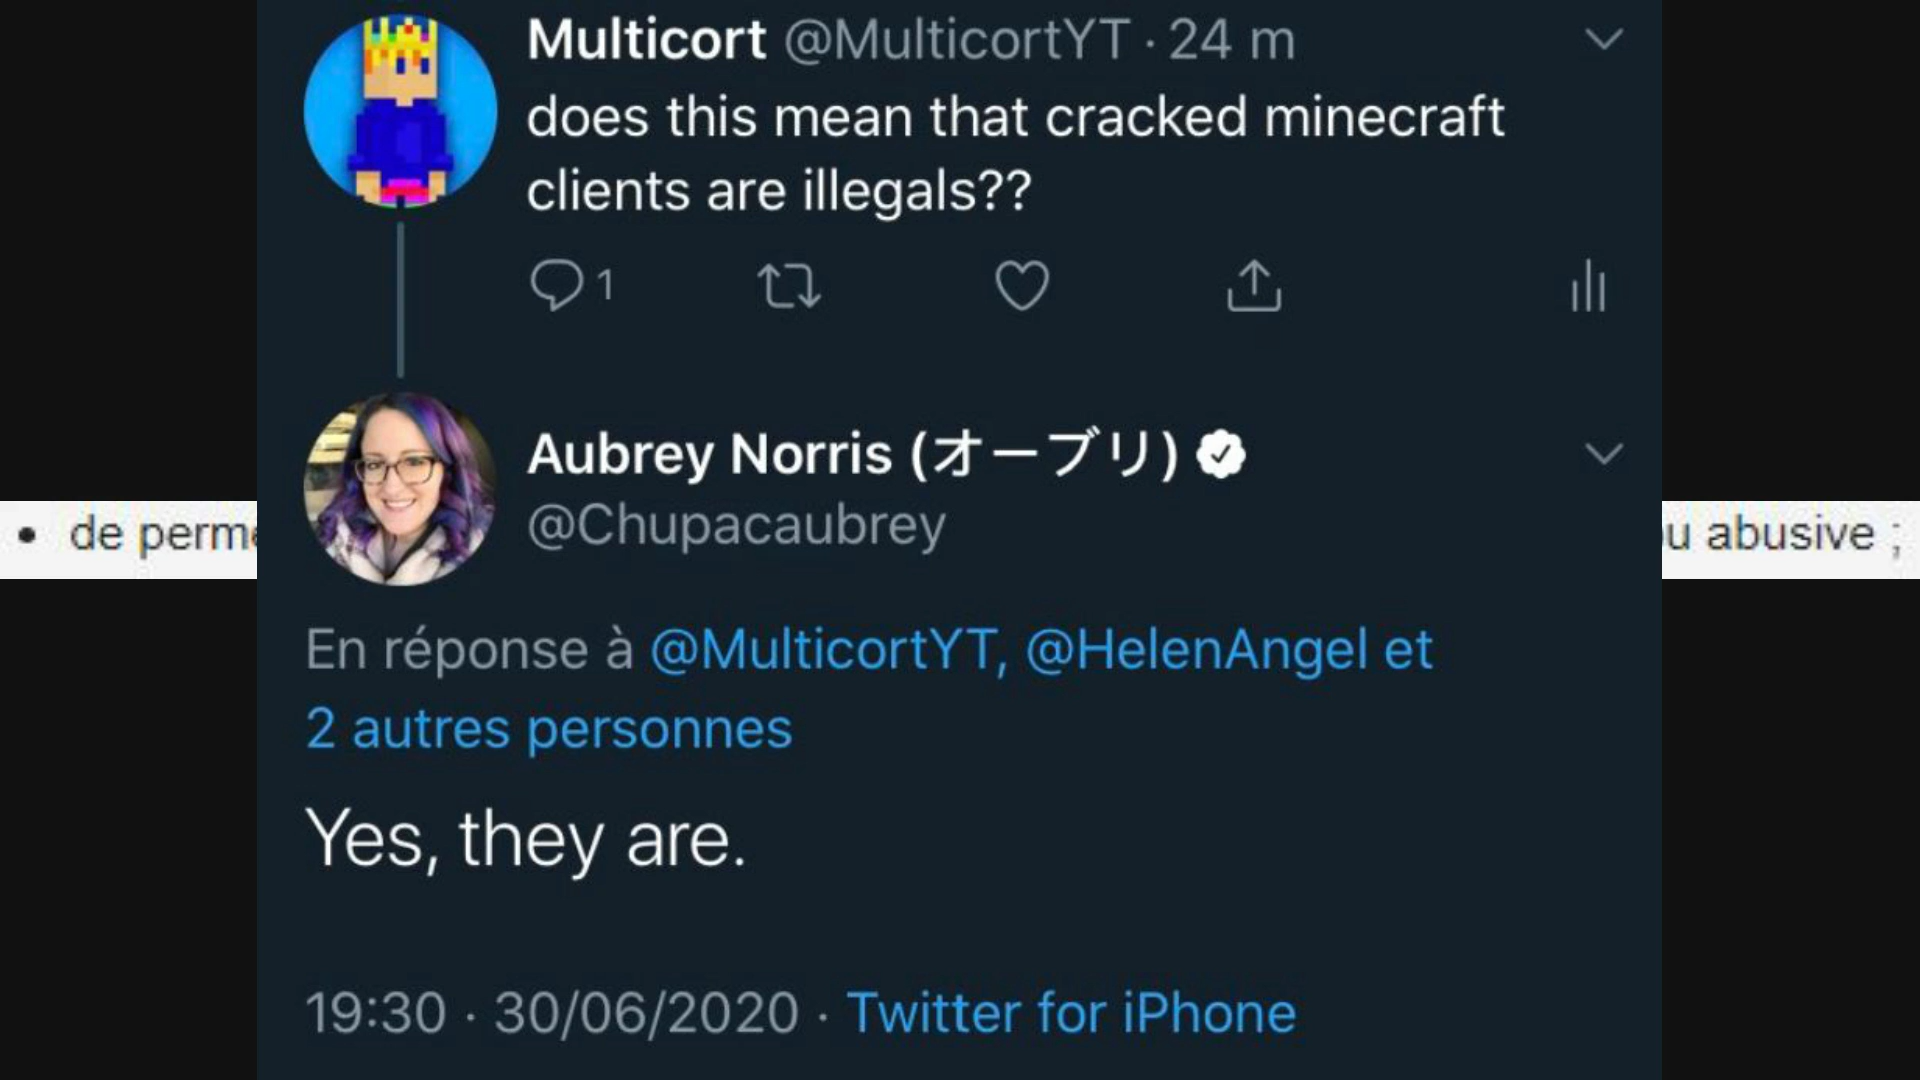 Multicort @MulticortYT · 24 m
does this mean that cracked minecraft
clients are illegals??
1
Aubrey Norris (オーブリ)
@Chupacaubrey
• de perm
u abusive ;
En réponse à @MulticortYT, @HelenAngel et
2 autres personnes
Yes, they are.
19:30 · 30/06/2020 · Twitter for iPhone